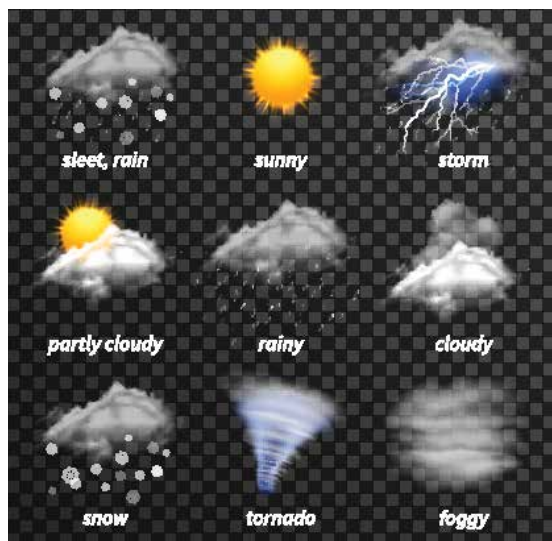 sleet, rain
sunny
storm
partly cloudy
rainy
cloudy
snow
tornado
foggy